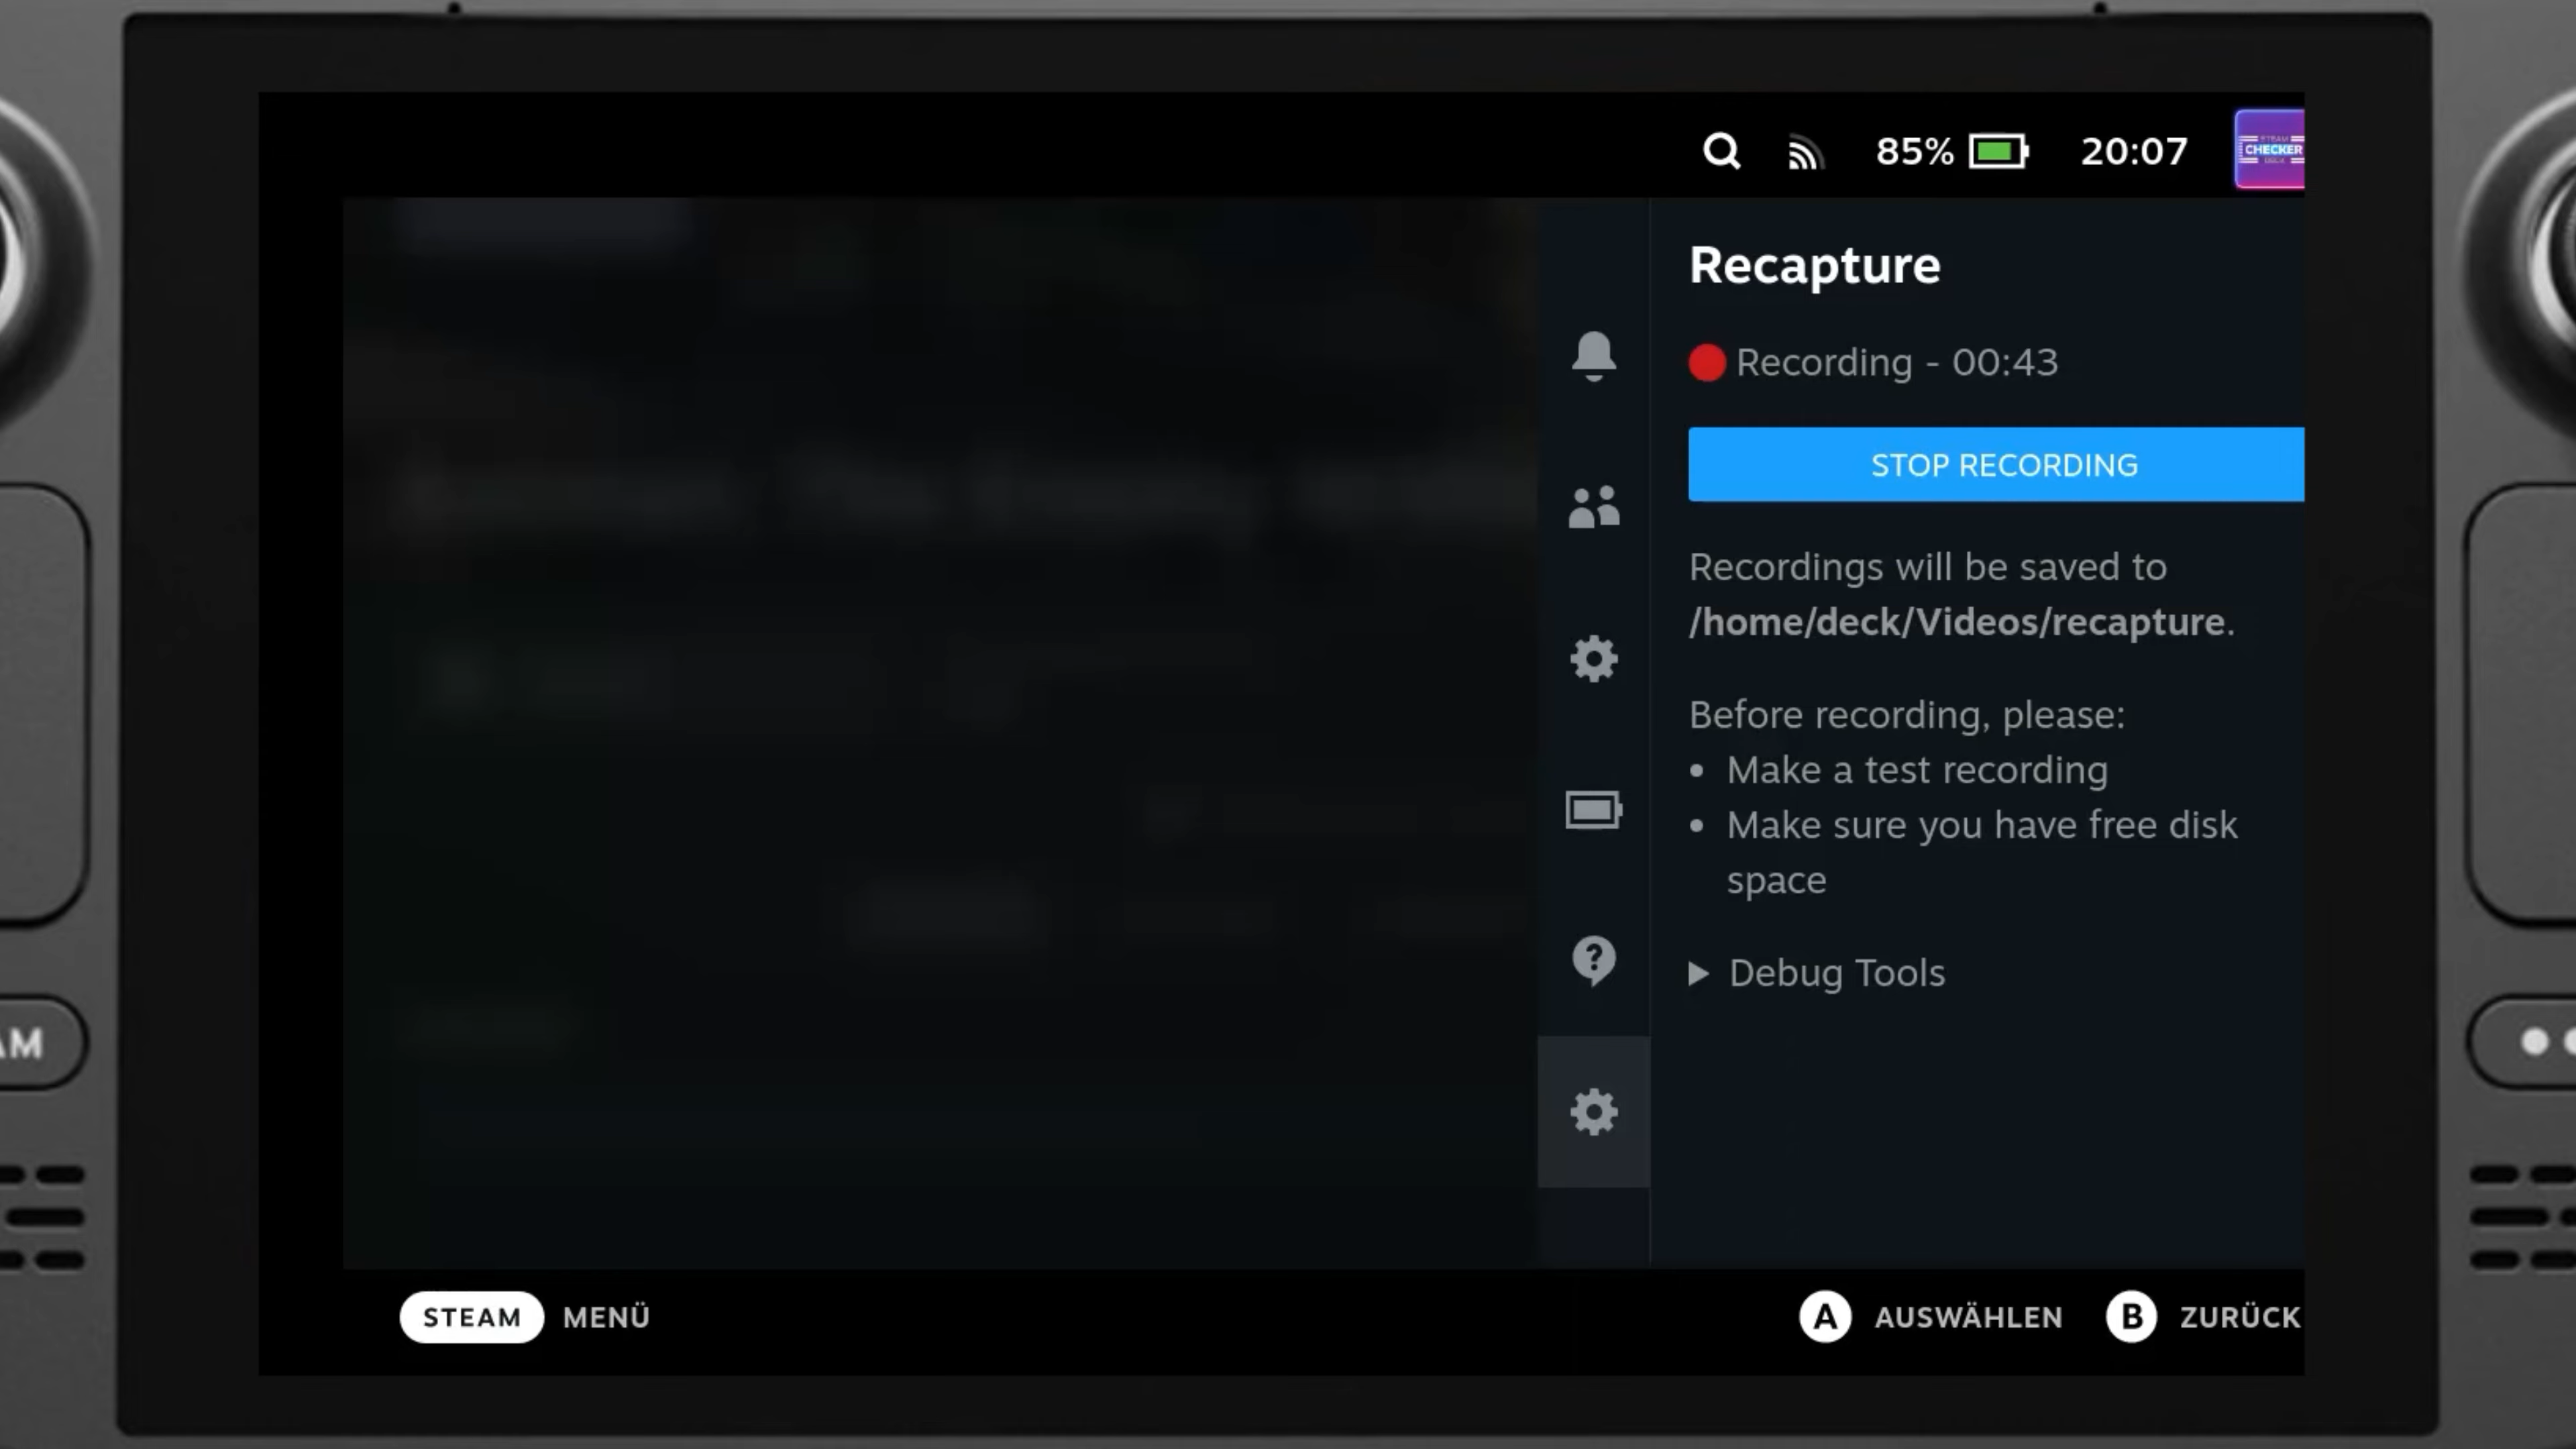 85% 20:07
CHECKER
Recapture
Recording - 00:43
STOP RECORDING
Recordings will be saved to
/home/deck/Videos/recapture.
Before recording, please:
• Make a test recording
• Make sure you have free disk
space
Debug Tools
AM
STEAM MENÜ
A AUSWÄHLEN B ZURÜCK